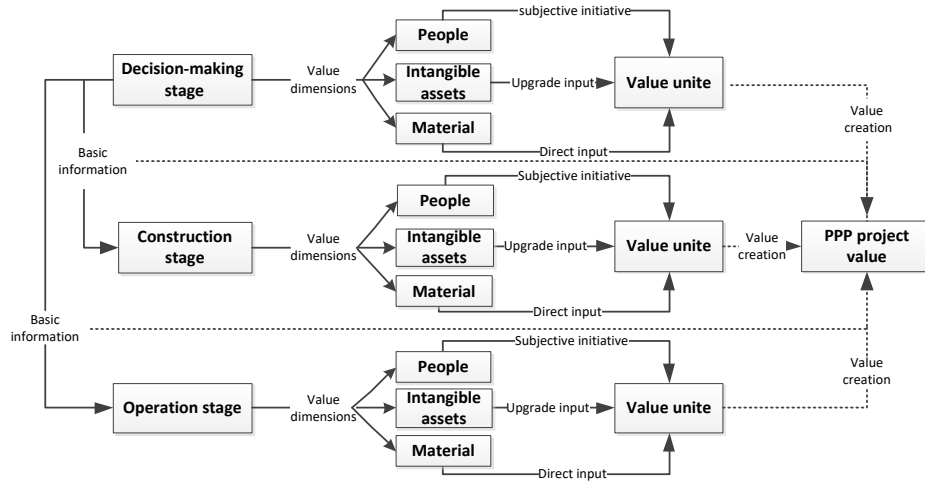 subjective initiative
People
Decision-making
stage
Value
dimensions
Intangible
assets
Upgrade input
Value unite
Material
Direct input
Value
creation
Basic
information
Subjective initiative
People
Construction
stage
Value
dimensions
Intangible
assets
Upgrade input
Value unite
Value
creation
PPP project
value
Material
Direct input
Basic
information
Subjective initiative
People
Value
creation
Operation stage
Value
dimensions
Intangible
assets
Upgrade input
Value unite
Material
Direct input